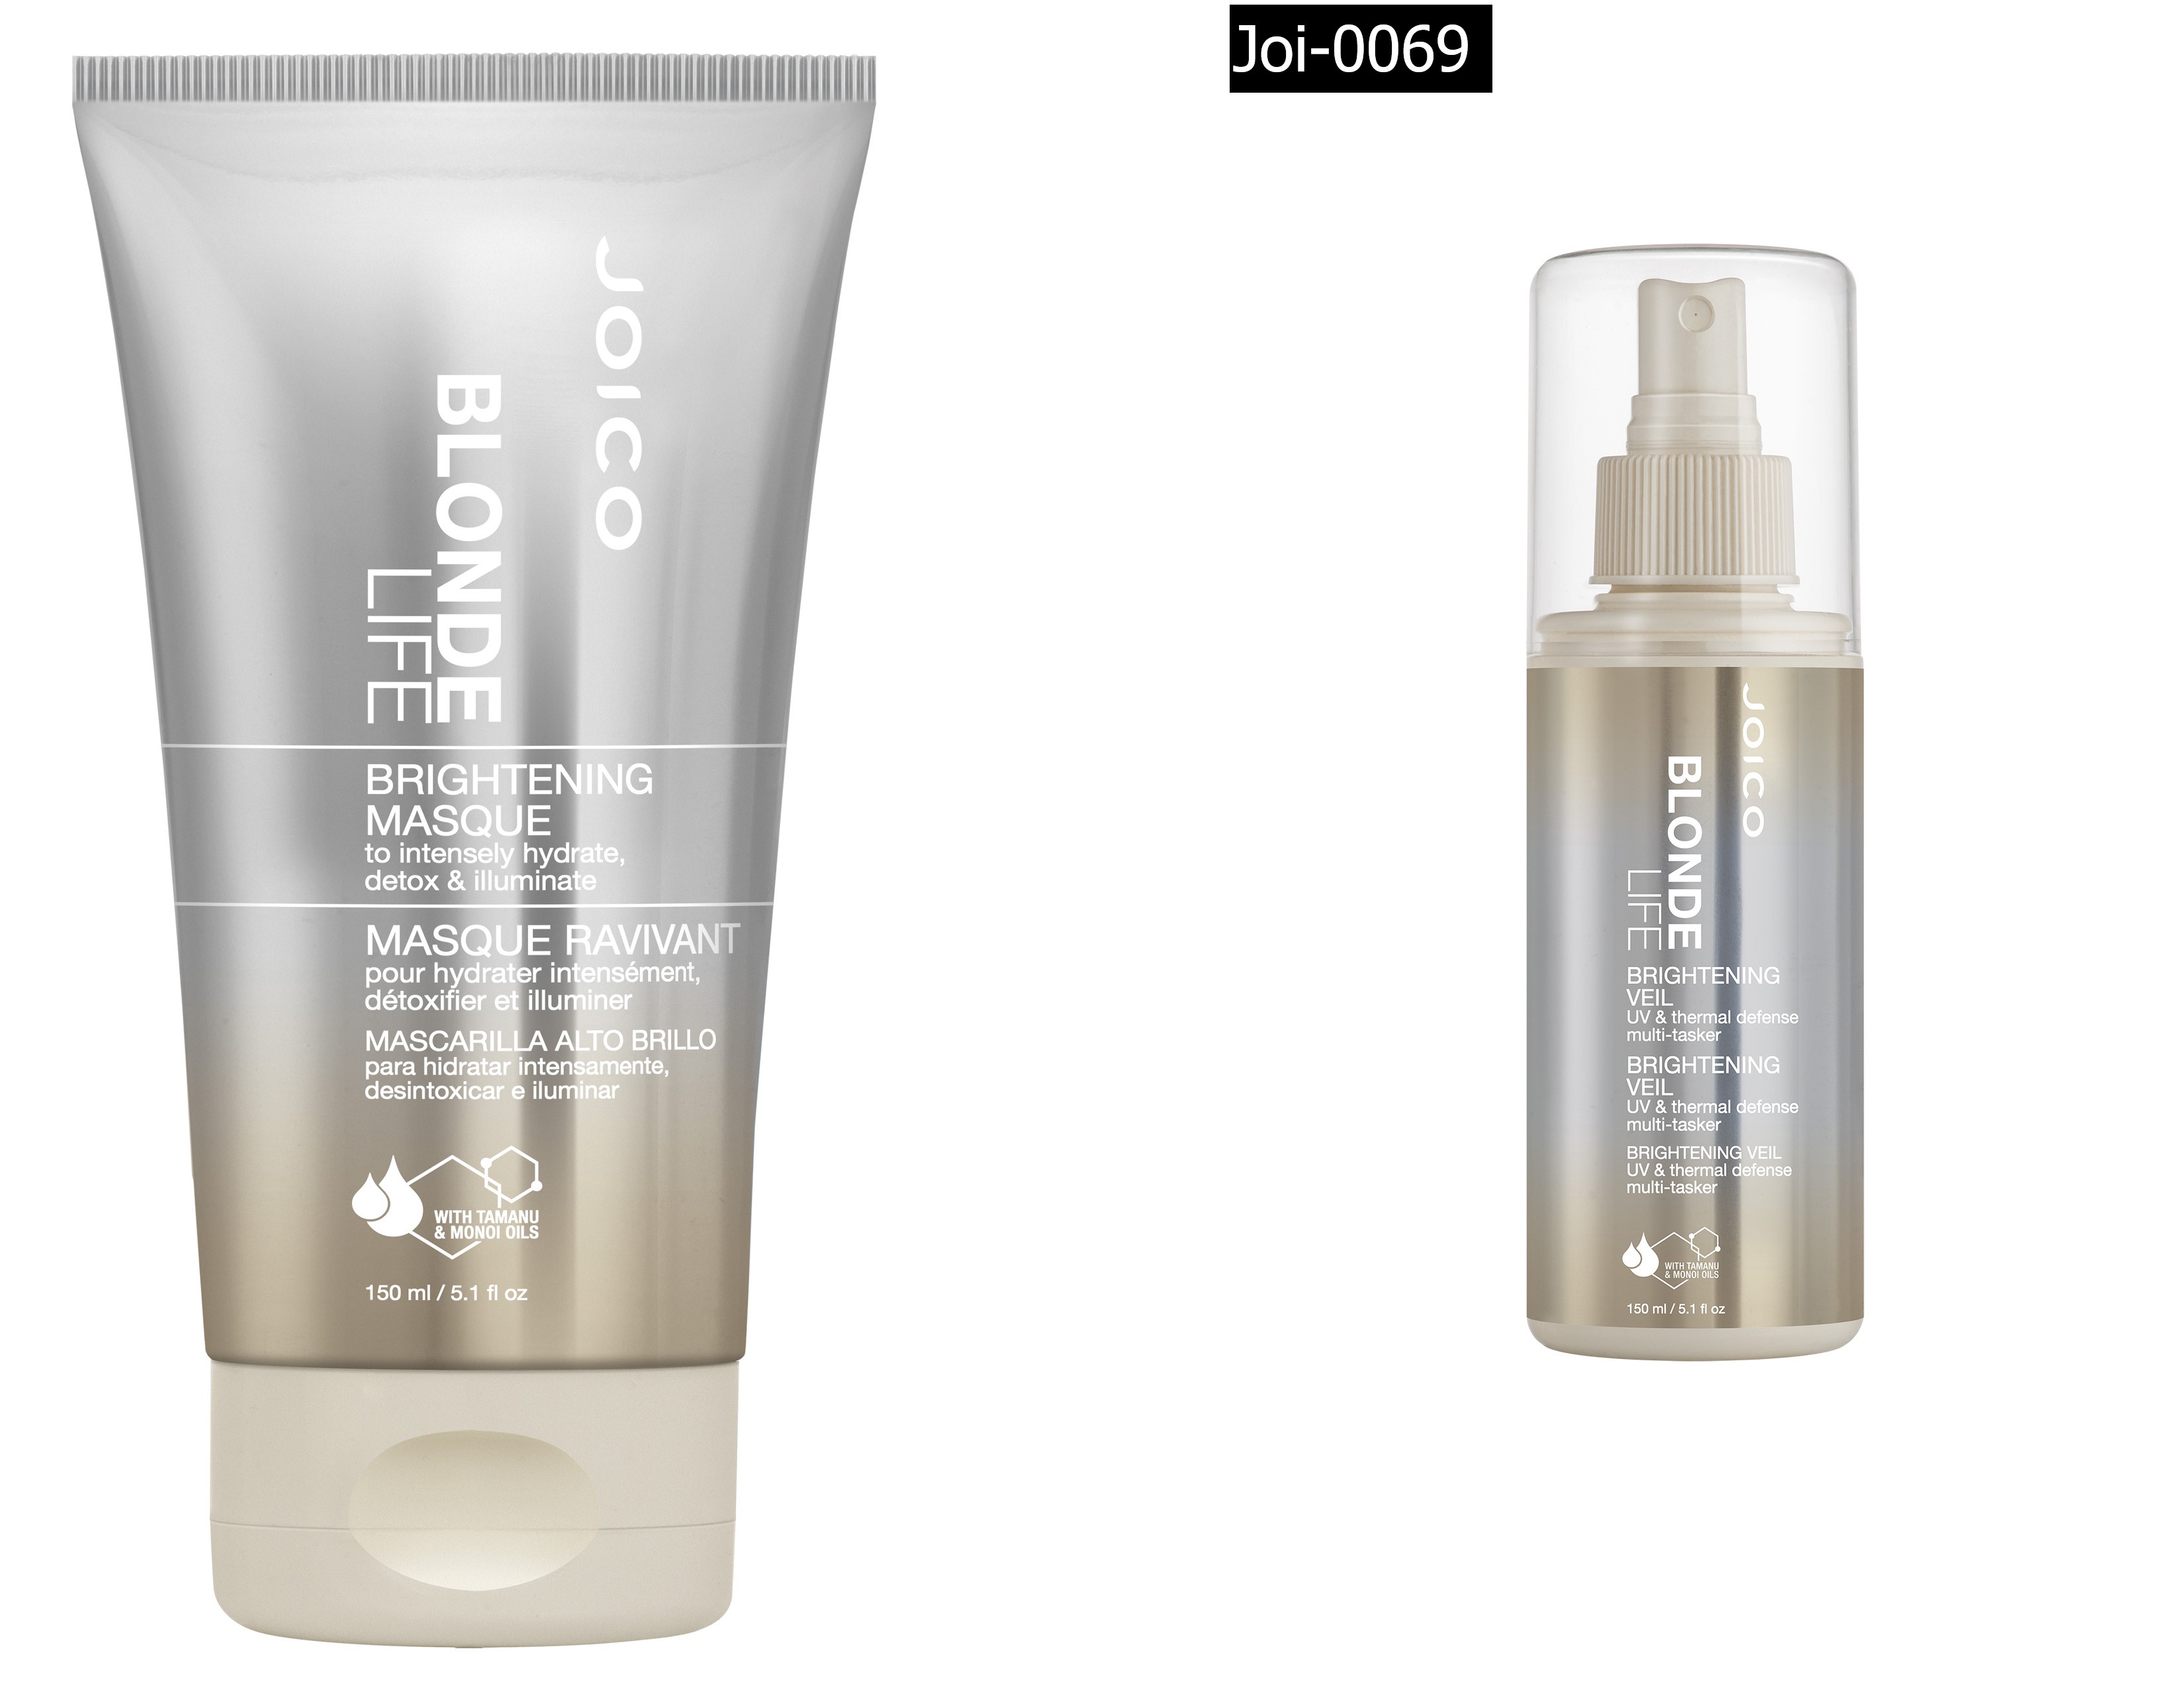 Joi-0069
JOICO
BLONDE
LIFE
BRIGHTENING
MASQUE
to intensely hydrate,
detox & illuminate
MASQUE RAVIVANT
pour hydrater intensément,
détoxifier et illuminer
MASCARILLA ALTO BRILLO
para hidratar intensamente,
desintoxicar e iluminar
WITH TAMANU
& MONOI OILS
150 ml / 5.1 fl oz
JOICO
BLONDE
LIFE
BRIGHTENING
VEIL
UV & thermal defense
multi-tasker
BRIGHTENING
VEIL
UV & thermal defense
multi-tasker
BRIGHTENING VEIL
UV & thermal defense
multi-tasker
WITH TAMANU
& MONOI OILS
150 ml / 5.1 fl oz